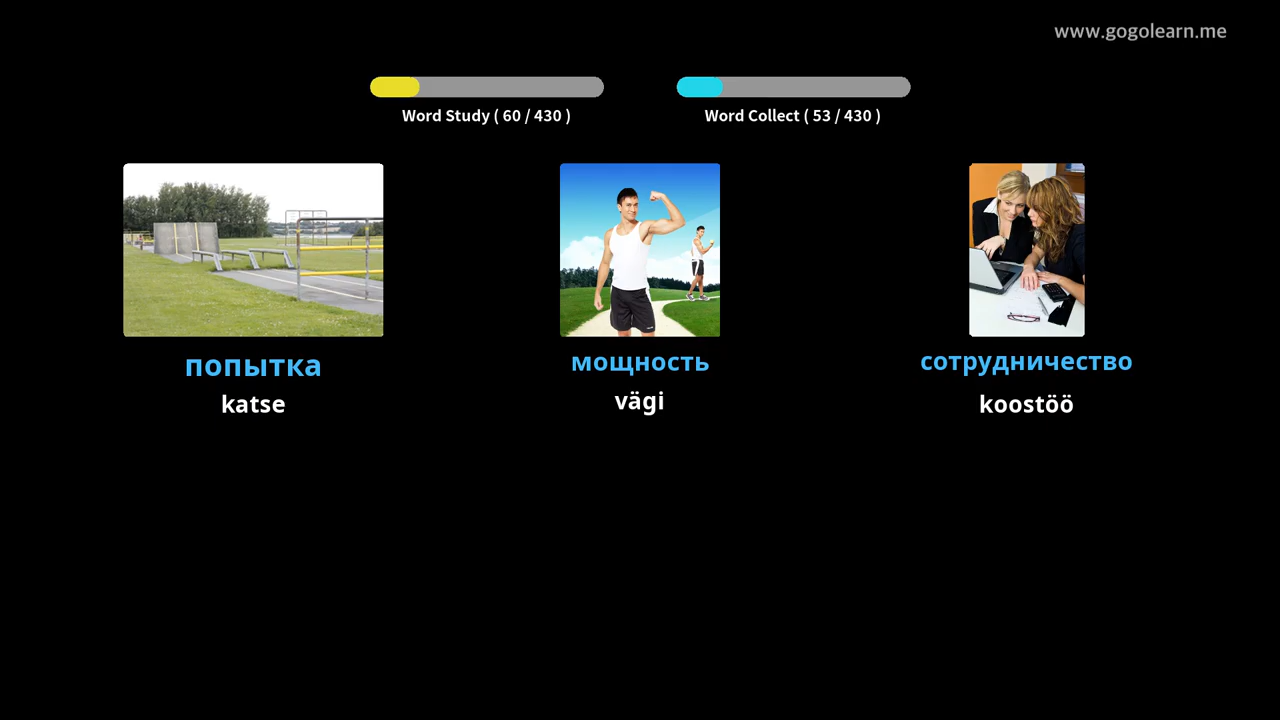 www.gogolearn.me
Word Study ( 60 / 430 )
Word Collect ( 53 / 430 )
попытка
katse
мощность
vägi
сотрудничество
koostöö